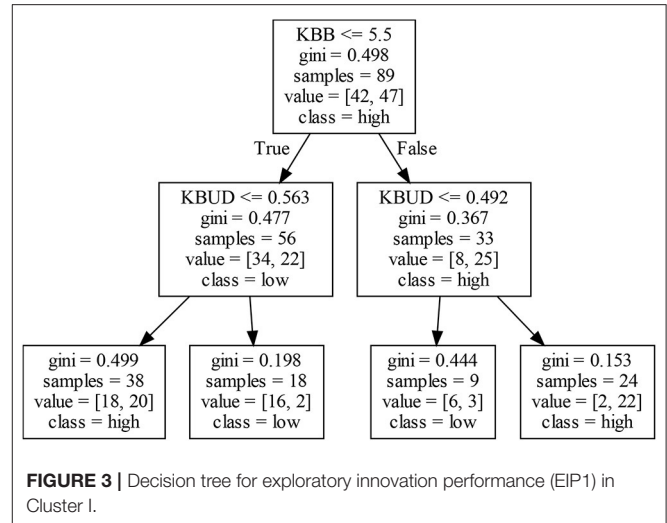 KBB <= 5.5
gini = 0.498
samples = 89
value = [42, 47]
class = high
True
False
KBUD <= 0.563
gini = 0.477
samples = 56
value = [34, 22]
class = low
KBUD <= 0.492
gini = 0.367
samples = 33
value = [8, 25]
class = high
gini = 0.499
samples = 38
value = [18, 20]
class = high
gini = 0.198
samples = 18
value = [16, 2]
class = low
gini = 0.444
samples = 9
value = [6, 3]
class = low
gini = 0.153
samples = 24
value = [2, 22]
class = high
FIGURE 3 | Decision tree for exploratory innovation performance (EIP1) in
Cluster I.